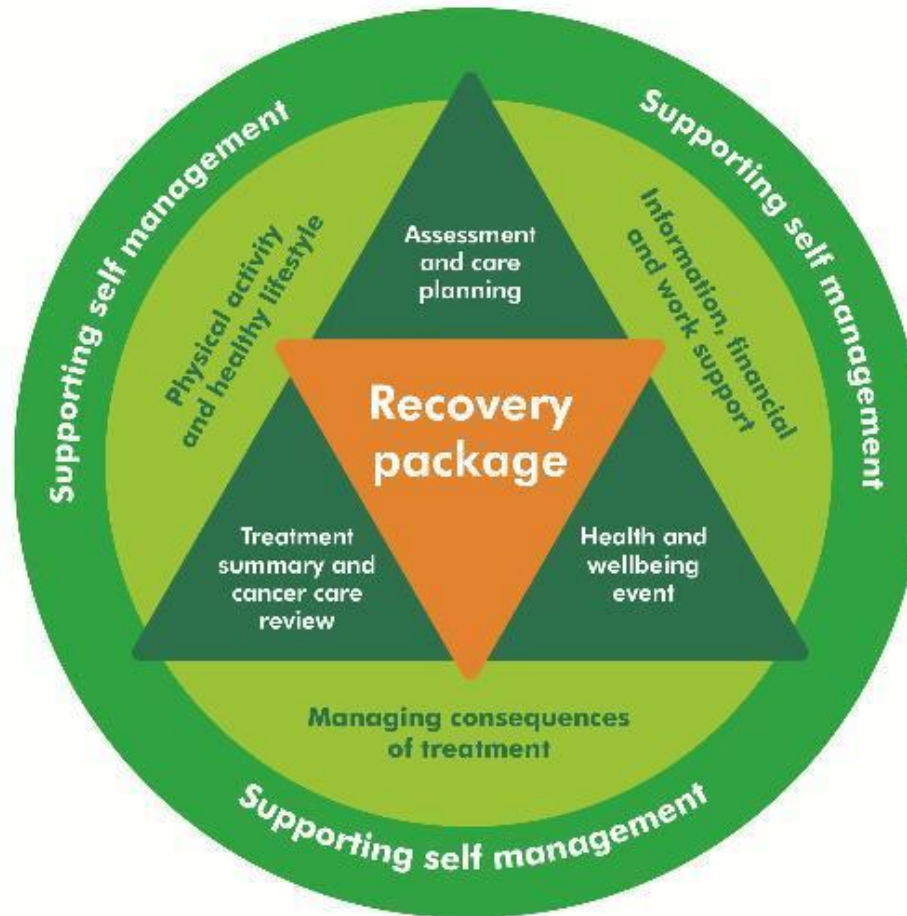 Supporting self management
Supporting self management
Physical activity
and healthy lifestyle
Information, financial
and work support
Assessment
and care
planning
Recovery
package
Treatment
summary and
cancer care
review
Health and
wellbeing
event
Managing consequences
of treatment
Supporting self management